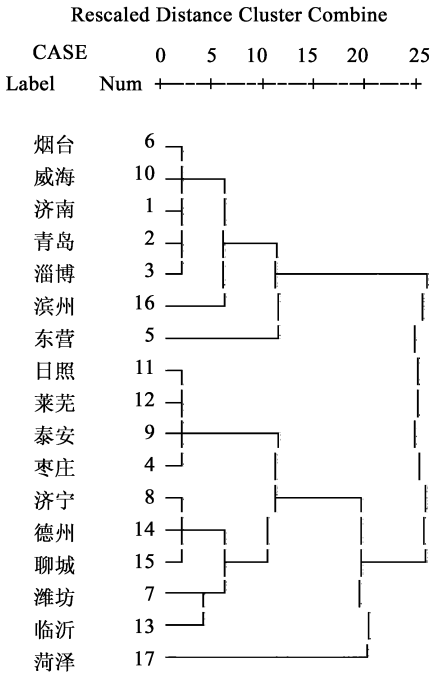 Rescaled Distance Cluster Combine
CASE 0 5 10 15 20 25
Label Num
烟台 6
威海 10
济南 1
青岛 2
淄博 3
滨州 16
东营 5
日照 11
莱芜 12
泰安 9
枣庄 4
济宁 8
德州 14
聊城 15
潍坊 7
临沂 13
菏泽 17